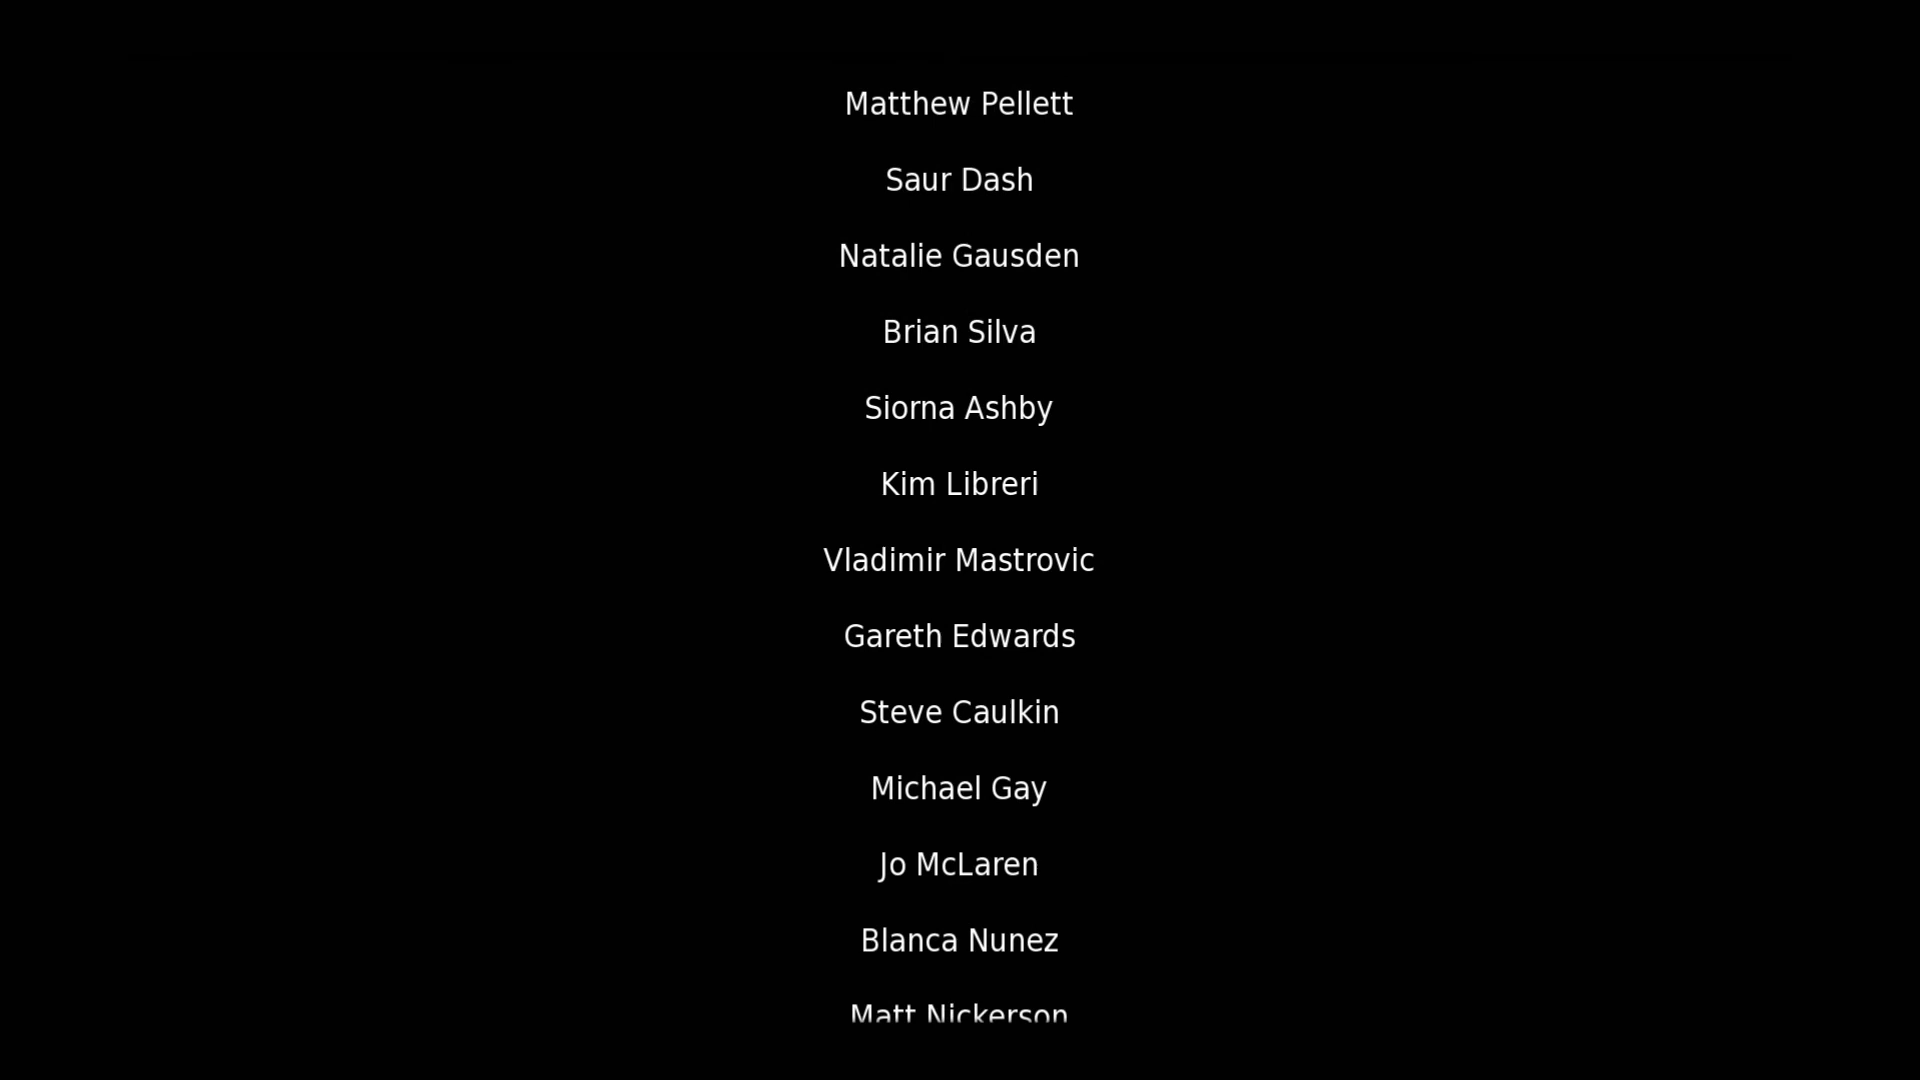 Matthew Pellett
Saur Dash
Natalie Gausden
Brian Silva
Siorna Ashby
Kim Libreri
Vladimir Mastrovic
Gareth Edwards
Steve Caulkin
Michael Gay
Jo McLaren
Blanca Nunez
Matt Nickerson